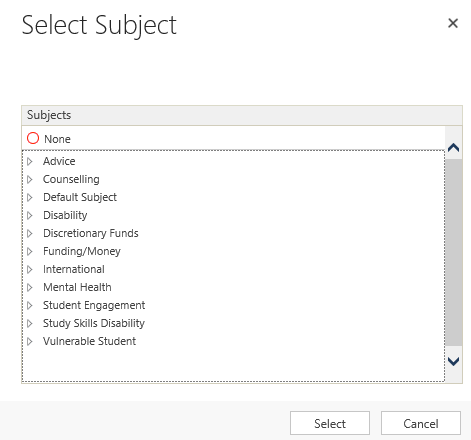 Select Subject
Subjects
None
Advice
Counselling
Default Subject
Disability
Discretionary Funds
Funding/Money
International
Mental Health
Student Engagement
Study Skills Disability
Vulnerable Student
Select Cancel